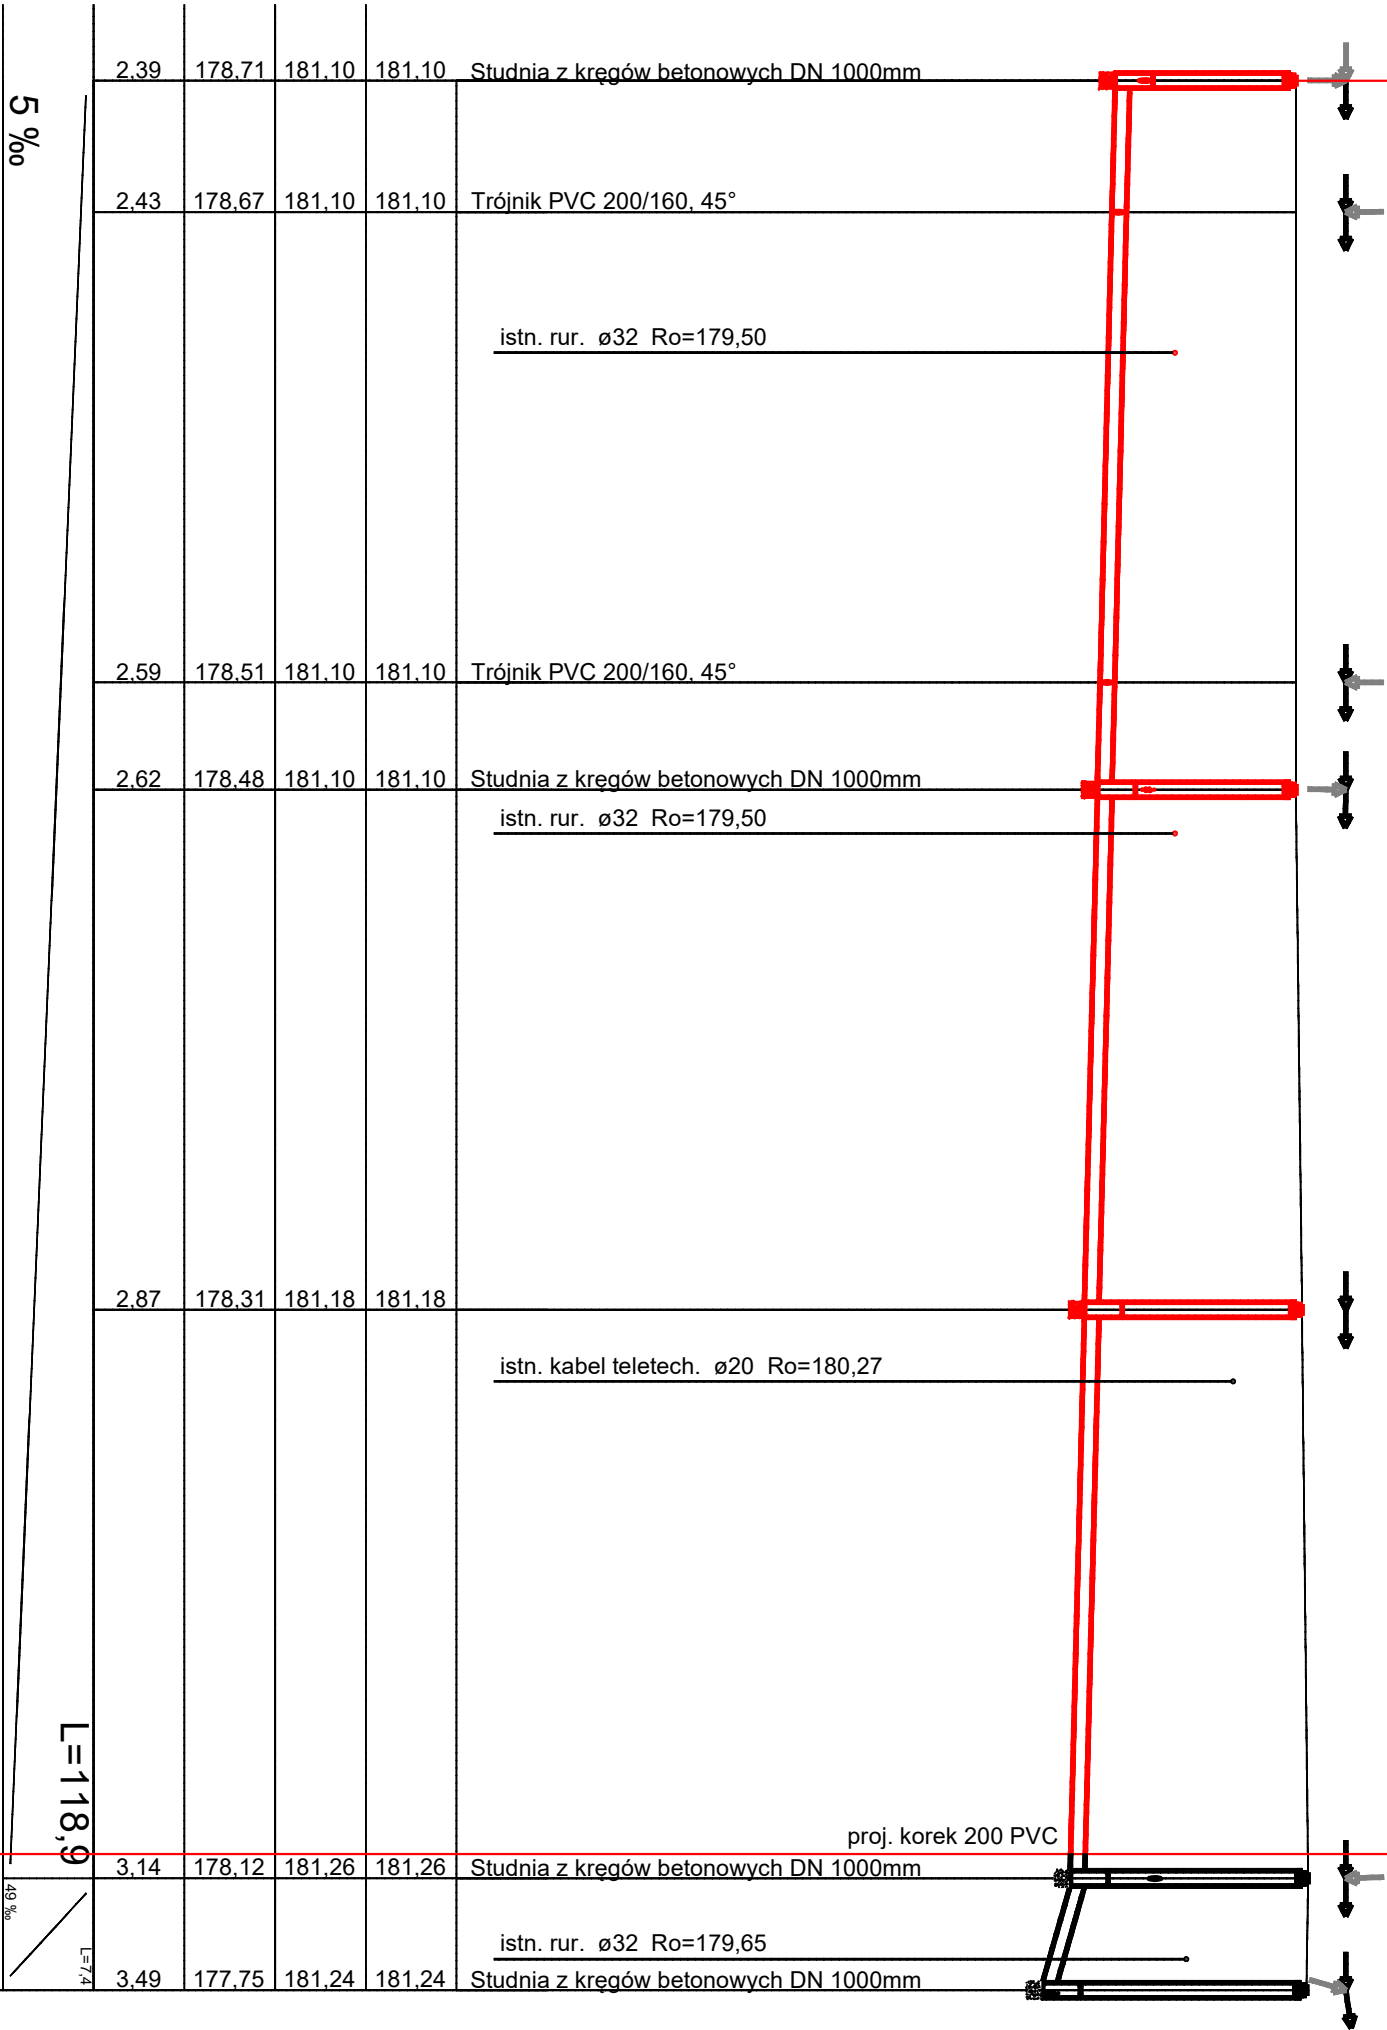 2,39 178,71 181,10 181,10 Studnia z kręgów betonowych DN 1000mm
5 ‰
2,43 178,67 181,10 181,10 Trójnik PVC 200/160, 45°
istn. rur. ø32 Ro=179,50
2,59 178,51 181,10 181,10 Trójnik PVC 200/160, 45°
2,62 178,48 181,10 181,10 Studnia z kręgów betonowych DN 1000mm
istn. rur. ø32 Ro=179,50
2,87 178,31 181,18 181,18
istn. kabel teletech. ø20 Ro=180,27
L=118,9
proj. korek 200 PVC
3,14 178,12 181,26 181,26 Studnia z kręgów betonowych DN 1000mm
49 ‰
istn. rur. ø32 Ro=179,65
L=7,4
3,49 177,75 181,24 181,24 Studnia z kręgów betonowych DN 1000mm